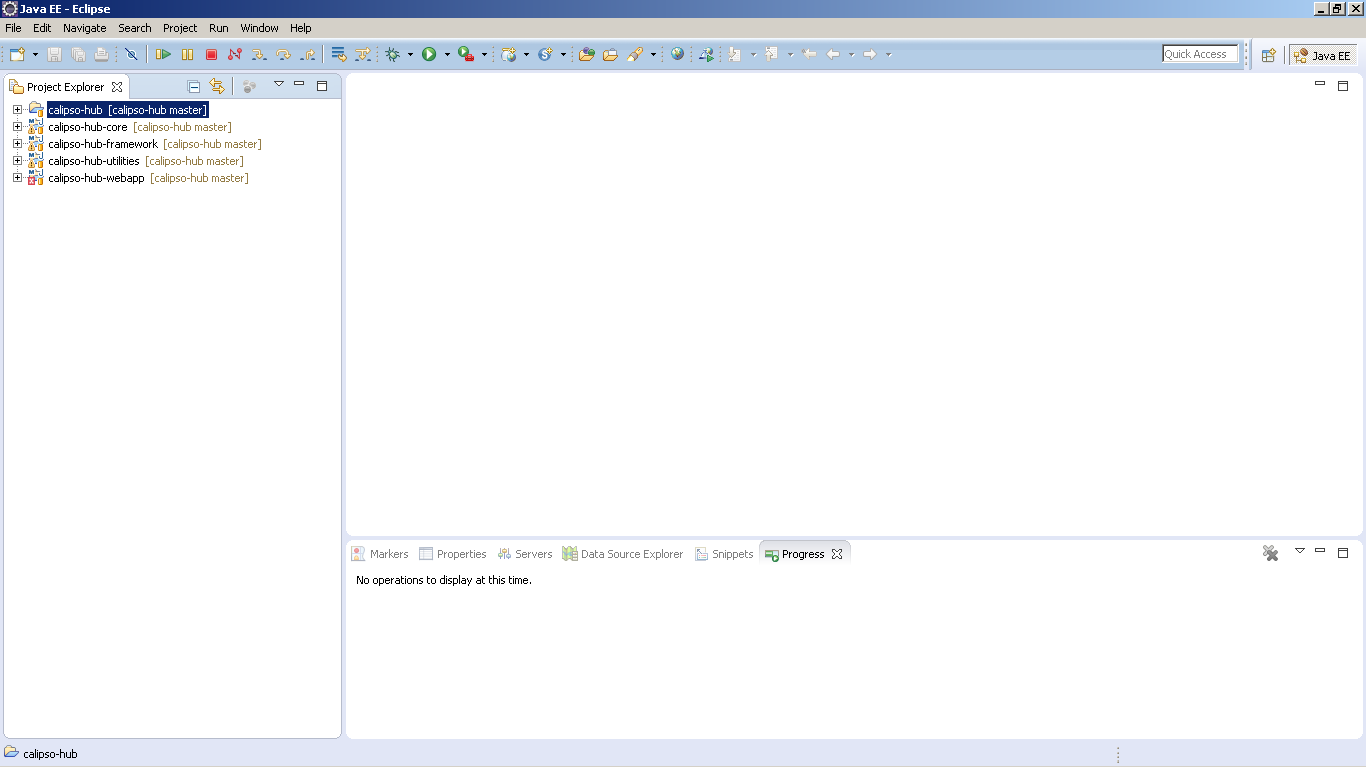 Java EE - Eclipse
File Edit Navigate Search Project Run Window Help
Quick Access Java EE
Project Explorer
calipso-hub [calipso-hub master]
calipso-hub-core [calipso-hub master]
calipso-hub-framework [calipso-hub master]
calipso-hub-utilities [calipso-hub master]
calipso-hub-webapp [calipso-hub master]
Markers Properties Servers Data Source Explorer Snippets Progress
No operations to display at this time.
calipso-hub